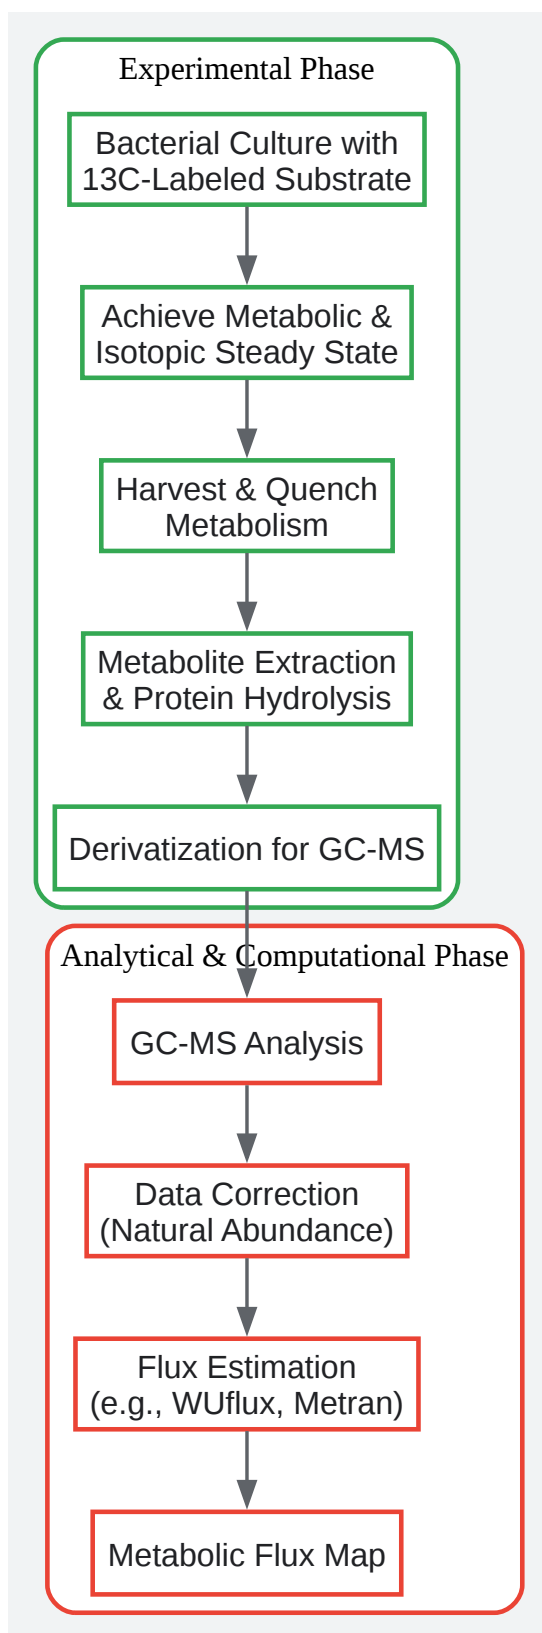 Experimental Phase
Bacterial Culture with
13C-Labeled Substrate
Achieve Metabolic &
Isotopic Steady State
Harvest & Quench
Metabolism
Metabolite Extraction
& Protein Hydrolysis
Derivatization for GC-MS
Analytical & Computational Phase
GC-MS Analysis
Data Correction
(Natural Abundance)
Flux Estimation
(e.g., WUflux, Metran)
Metabolic Flux Map